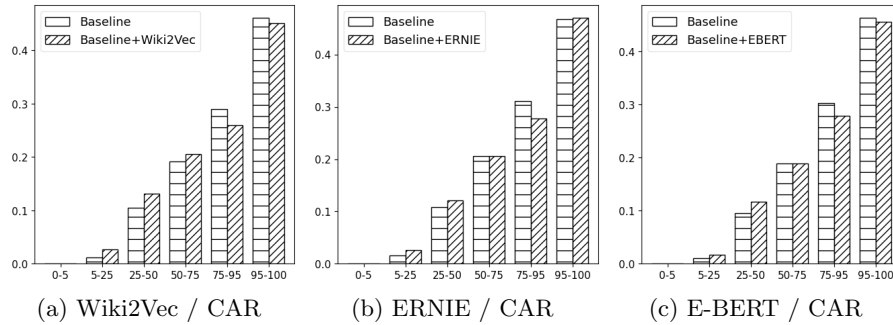 Baseline
Baseline+Wiki2Vec
0.4
0.3
0.2
0.1
0.0
0-5 5-25 25-50 50-75 75-95 95-100
(a) Wiki2Vec / CAR
Baseline
Baseline+ERNIE
0.4
0.3
0.2
0.1
0.0
0-5 5-25 25-50 50-75 75-95 95-100
(b) ERNIE / CAR
Baseline
Baseline+EBERT
0.4
0.3
0.2
0.1
0.0
0-5 5-25 25-50 50-75 75-95 95-100
(c) E-BERT / CAR